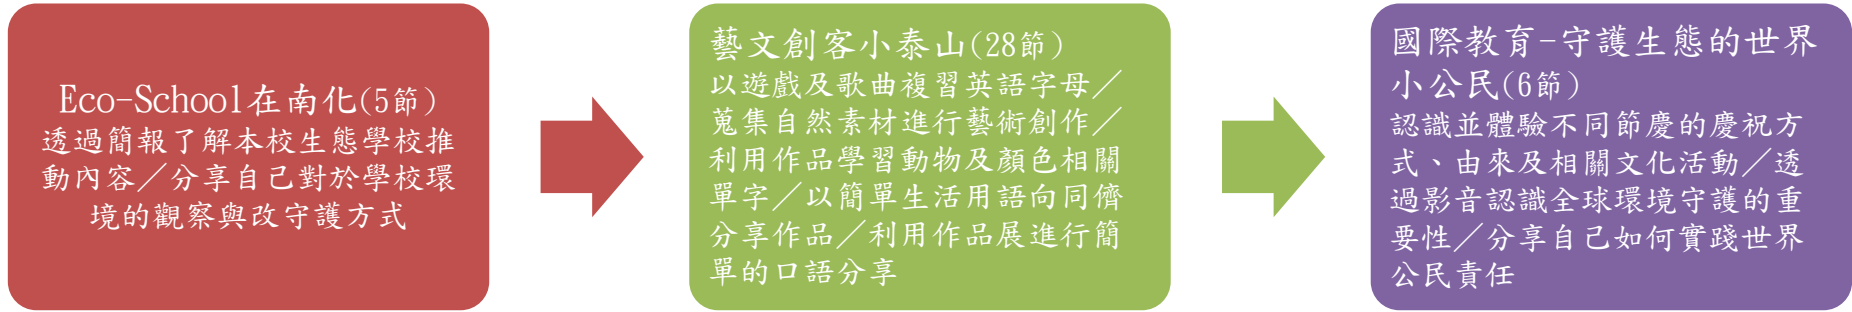 Eco-School在南化(5節)
透過簡報了解本校生態學校推
動內容／分享自己對於學校環
境的觀察與改守護方式
藝文創客小泰山(28節)
以遊戲及歌曲複習英語字母／
蒐集自然素材進行藝術創作／
利用作品學習動物及顏色相關
單字／以簡單生活用語向同儕
分享作品／利用作品展進行簡
單的口語分享
國際教育-守護生態的世界
小公民(6節)
認識並體驗不同節慶的慶祝方
式、由來及相關文化活動／透
過影音認識全球環境守護的重
要性／分享自己如何實踐世界
公民責任